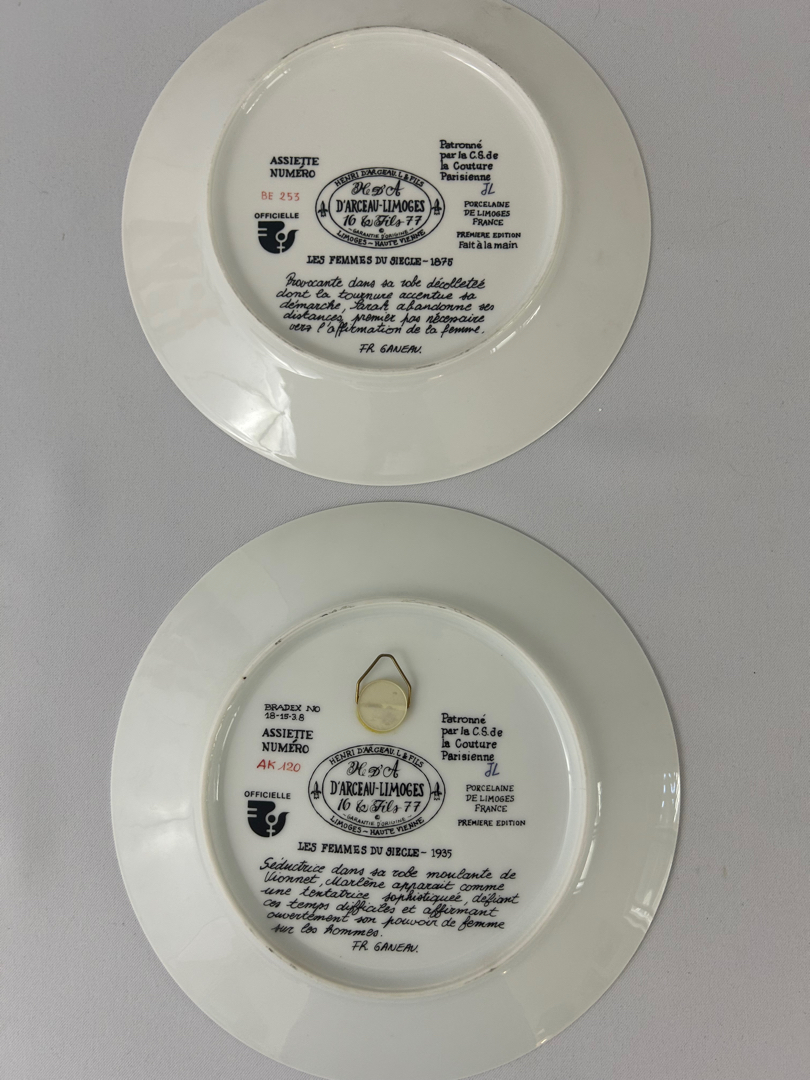 ASSIETTE
NUMÉRO
BE 253
OFFICIELLE
HENRI D'ARCEAU L & FILS
H D'A
D'ARCEAU-LIMOGES
16 & Fils 77
GARANTIE D'ORIGINE
©
LIMOGES – HAUTE VIENNE
Patronné
par la C.S. de
la Couture
Parisienne
JL
PORCELAINE
DE LIMOGES
FRANCE
PREMIERE EDITION
Fait à la main
LES FEMMES DU SIECLE – 1875
Provocante dans sa robe décolletée
dont la tournure accentue sa
démarche, Sarah abandonne ses
distances, premier pas nécessaire
vers l'affirmation de la femme.
FR. GANEAU.
BRADEX NO
18-15-3.8
ASSIETTE
NUMÉRO
AK 120
OFFICIELLE
HENRI D'ARCEAU L & FILS
H D'A
D'ARCEAU-LIMOGES
16 & Fils 77
©
GARANTIE D'ORIGINE
LIMOGES – HAUTE VIENNE
Patronné
par la C.S. de
la Couture
Parisienne
JL
PORCELAINE
DE LIMOGES
FRANCE
PREMIERE EDITION
LES FEMMES DU SIECLE – 1935
Séductrice dans sa robe moulante de
Vionnet, Marlène apparait comme
une tentatrice sophistiquée, défiant
ces temps difficiles et affirmant
ouvertement son pouvoir de femme
sur les hommes.
FR. GANEAU.